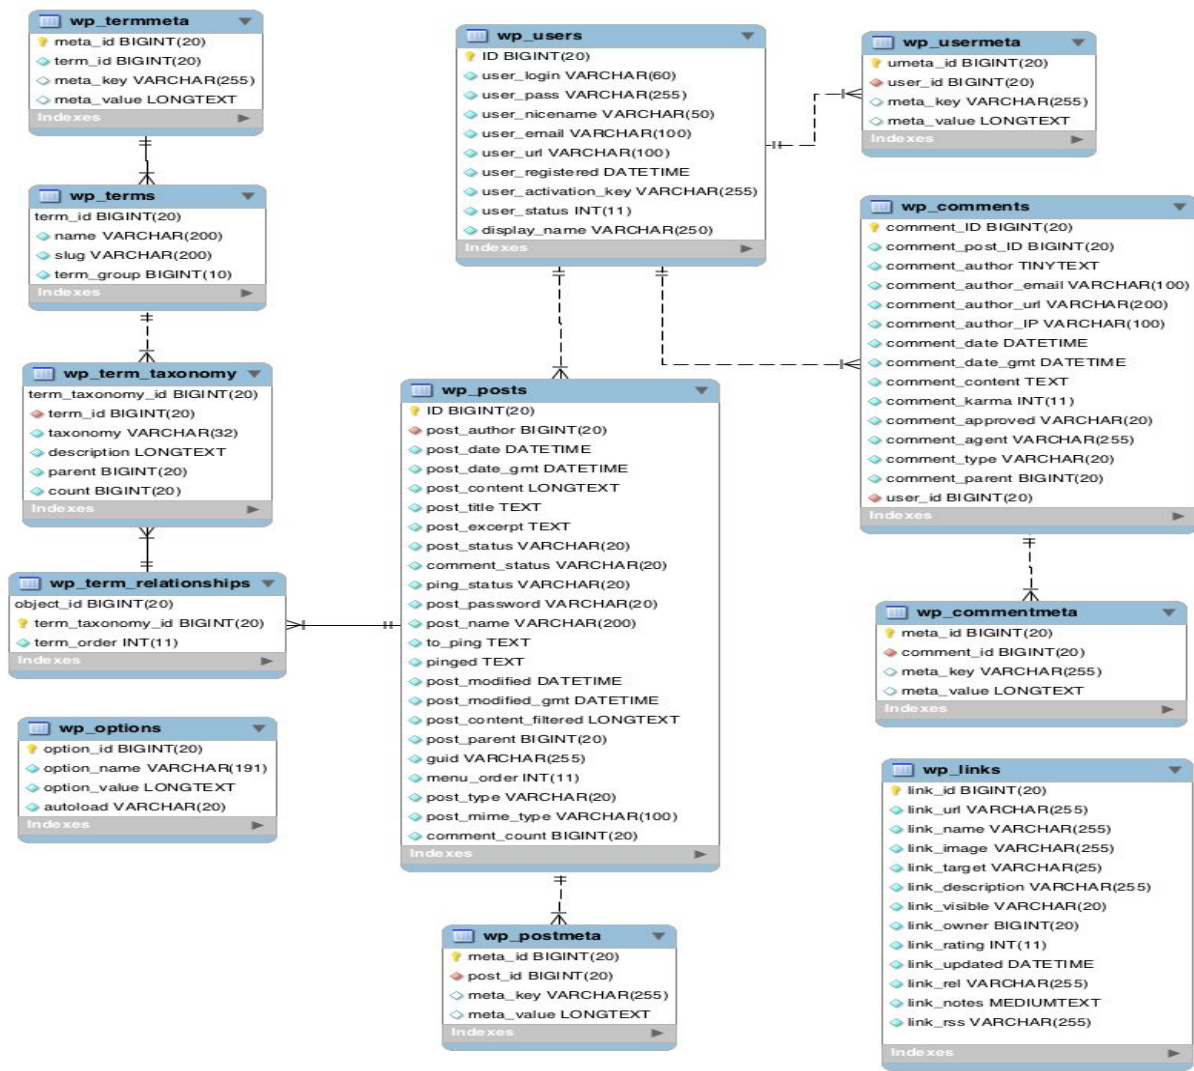 wp_termmeta
meta_id BIGINT(20)
term_id BIGINT(20)
meta_key VARCHAR(255)
meta_value LONGTEXT
Indexes
wp_terms
term_id BIGINT(20)
name VARCHAR(200)
slug VARCHAR(200)
term_group BIGINT(10)
Indexes
wp_term_taxonomy
term_taxonomy_id BIGINT(20)
term_id BIGINT(20)
taxonomy VARCHAR(32)
description LONGTEXT
parent BIGINT(20)
count BIGINT(20)
Indexes
wp_term_relationships
object_id BIGINT(20)
term_taxonomy_id BIGINT(20)
term_order INT(11)
Indexes
wp_options
option_id BIGINT(20)
option_name VARCHAR(191)
option_value LONGTEXT
autoload VARCHAR(20)
Indexes
wp_users
ID BIGINT(20)
user_login VARCHAR(60)
user_pass VARCHAR(255)
user_nicename VARCHAR(50)
user_email VARCHAR(100)
user_url VARCHAR(100)
user_registered DATETIME
user_activation_key VARCHAR(255)
user_status INT(11)
display_name VARCHAR(250)
Indexes
wp_posts
ID BIGINT(20)
post_author BIGINT(20)
post_date DATETIME
post_date_gmt DATETIME
post_content LONGTEXT
post_title TEXT
post_excerpt TEXT
post_status VARCHAR(20)
comment_status VARCHAR(20)
ping_status VARCHAR(20)
post_password VARCHAR(20)
post_name VARCHAR(200)
to_ping TEXT
pinged TEXT
post_modified DATETIME
post_modified_gmt DATETIME
post_content_filtered LONGTEXT
post_parent BIGINT(20)
guid VARCHAR(255)
menu_order INT(11)
post_type VARCHAR(20)
post_mime_type VARCHAR(100)
comment_count BIGINT(20)
Indexes
wp_postmeta
meta_id BIGINT(20)
post_id BIGINT(20)
meta_key VARCHAR(255)
meta_value LONGTEXT
Indexes
wp_usermeta
umeta_id BIGINT(20)
user_id BIGINT(20)
meta_key VARCHAR(255)
meta_value LONGTEXT
Indexes
wp_comments
comment_ID BIGINT(20)
comment_post_ID BIGINT(20)
comment_author TINYTEXT
comment_author_email VARCHAR(100)
comment_author_url VARCHAR(200)
comment_author_IP VARCHAR(100)
comment_date DATETIME
comment_date_gmt DATETIME
comment_content TEXT
comment_karma INT(11)
comment_approved VARCHAR(20)
comment_agent VARCHAR(255)
comment_type VARCHAR(20)
comment_parent BIGINT(20)
user_id BIGINT(20)
Indexes
wp_commentmeta
meta_id BIGINT(20)
comment_id BIGINT(20)
meta_key VARCHAR(255)
meta_value LONGTEXT
Indexes
wp_links
link_id BIGINT(20)
link_url VARCHAR(255)
link_name VARCHAR(255)
link_image VARCHAR(255)
link_target VARCHAR(25)
link_description VARCHAR(255)
link_visible VARCHAR(20)
link_owner BIGINT(20)
link_rating INT(11)
link_updated DATETIME
link_rel VARCHAR(255)
link_notes MEDIUMTEXT
link_rss VARCHAR(255)
Indexes